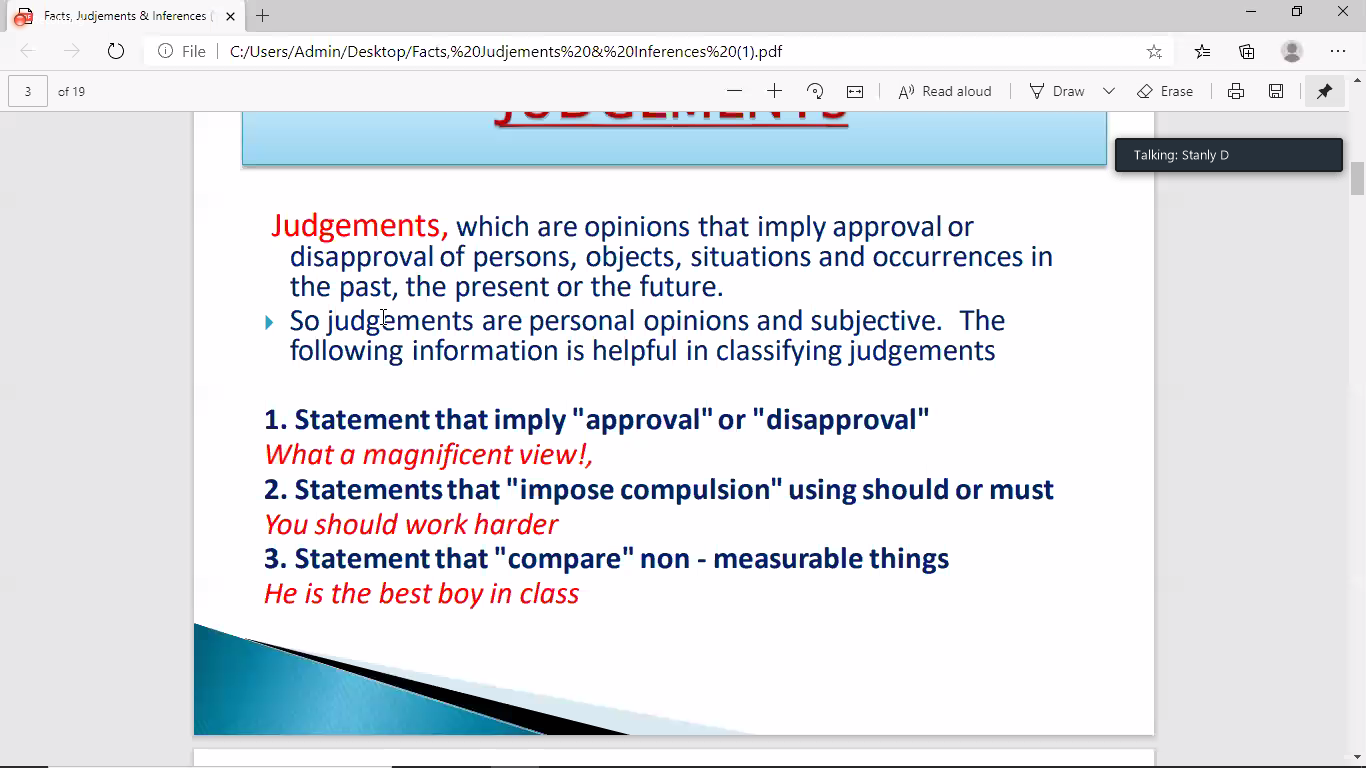 Facts, Judjements & Inferences (
File
C:/Users/Admin/Desktop/Facts,%20Judjements%20&%20Inferences%20(1).pdf
3 of 19
Read aloud
Draw
Erase
JUDGEMENTS
Talking: Stanly D
Judgements, which are opinions that imply approval or
disapproval of persons, objects, situations and occurrences in
the past, the present or the future.
So judgements are personal opinions and subjective. The
following information is helpful in classifying judgements
1. Statement that imply "approval" or "disapproval"
What a magnificent view!,
2. Statements that "impose compulsion" using should or must
You should work harder
3. Statement that "compare" non - measurable things
He is the best boy in class